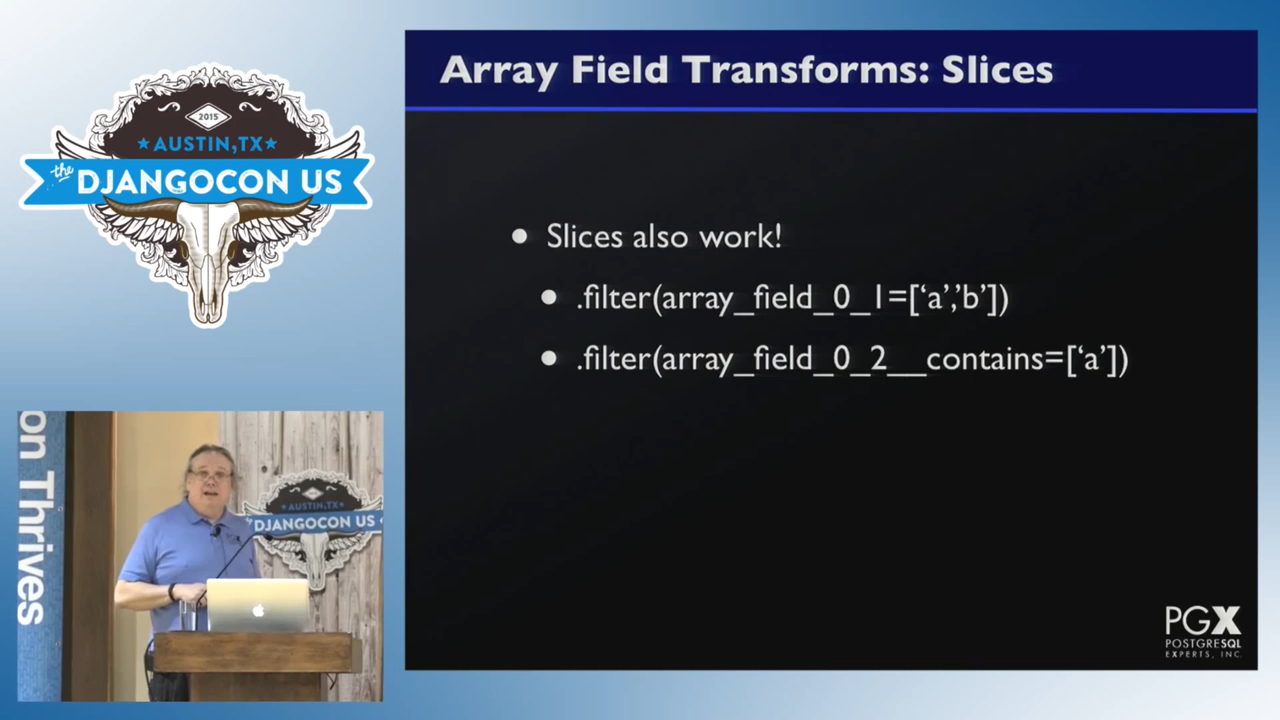 2015
★ AUSTIN, TX ★
the DJANGOCON US
Array Field Transforms: Slices
• Slices also work!
• .filter(array_field_0_1=[‘a’,’b’])
• .filter(array_field_0_2__contains=[‘a’])
on Thrives
AUSTIN, TX
DJANGOCON US
PGX
POSTGRESQL
EXPERTS, INC.